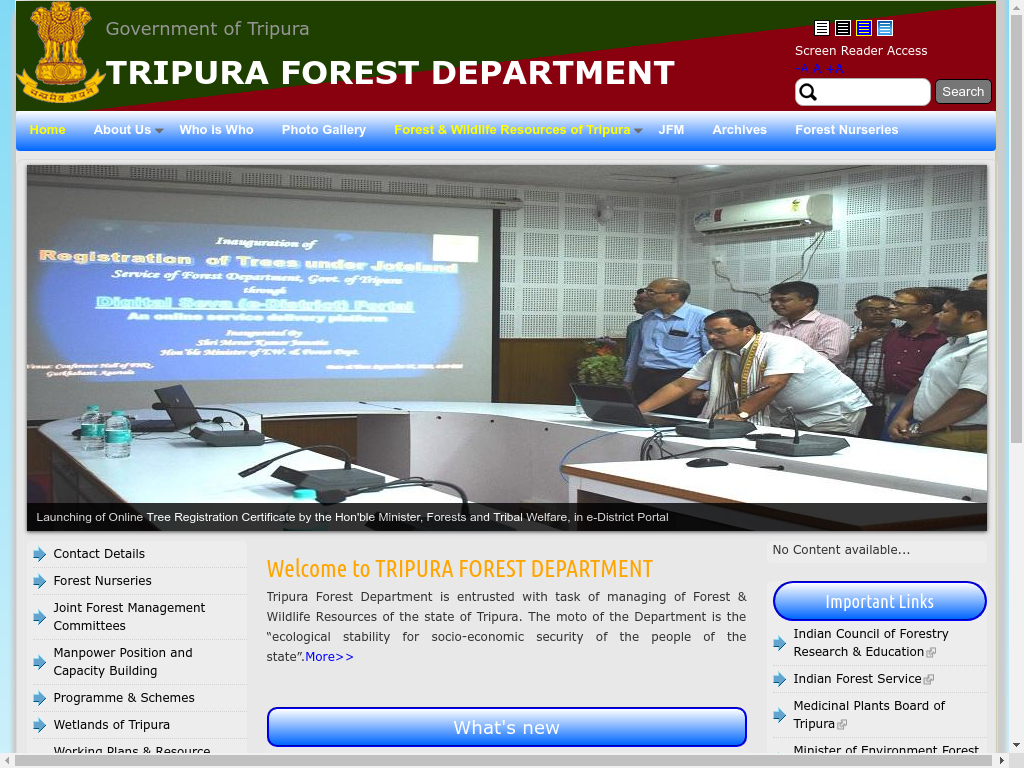 Government of Tripura
TRIPURA FOREST DEPARTMENT
Screen Reader Access
-A A +A
Search
Home
About Us
Who is Who
Photo Gallery
Forest & Wildlife Resources of Tripura
JFM
Archives
Forest Nurseries
Inauguration of
Registration of Trees under Joteland
Service of Forest Department, Govt. of Tripura
through
Digital Seva (e-District) Portal
An online service delivery platform
Inaugurated By
Shri Mevar Kumar Jamatia
Hon'ble Minister of T.W. & Forest Dept.
Venue: Conference Hall of FHQ,
Gurkhabasti, Agartala
Launching of Online Tree Registration Certificate by the Hon'ble Minister, Forests and Tribal Welfare, in e-District Portal
Contact Details
Forest Nurseries
Joint Forest Management
Committees
Manpower Position and
Capacity Building
Programme & Schemes
Wetlands of Tripura
Working Plans & Resource
Welcome to TRIPURA FOREST DEPARTMENT
Tripura Forest Department is entrusted with task of managing of Forest &
Wildlife Resources of the state of Tripura. The moto of the Department is the
“ecological stability for socio-economic security of the people of the
state”.More>>
What's new
No Content available...
Important Links
Indian Council of Forestry
Research & Education
Indian Forest Service
Medicinal Plants Board of
Tripura
Minister of Environment Forest